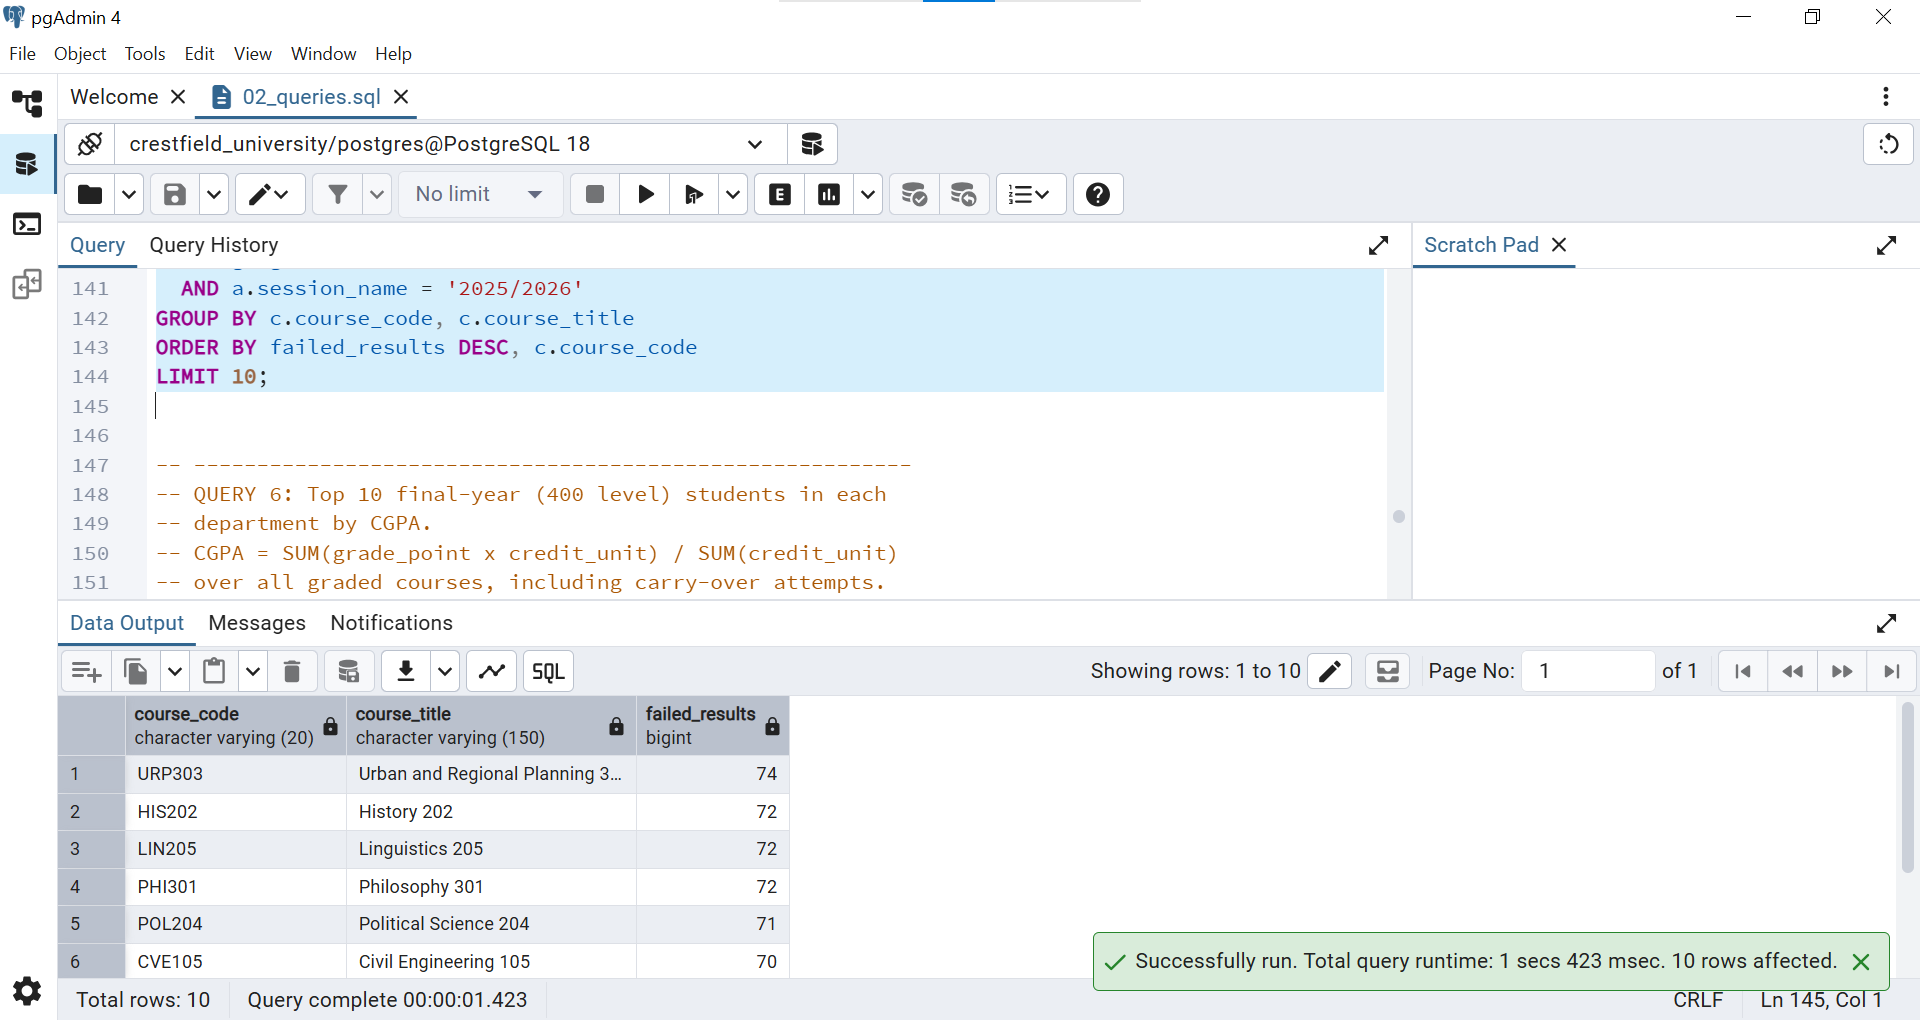 pgAdmin 4
File Object Tools Edit View Window Help
Welcome 02_queries.sql
crestfield_university/postgres@PostgreSQL 18
No limit
E
Query Query History
Scratch Pad
141 AND a.session_name = '2025/2026'
142 GROUP BY c.course_code, c.course_title
143 ORDER BY failed_results DESC, c.course_code
144 LIMIT 10;
145
146
147 -- ---------------------------------------------------------
148 -- QUERY 6: Top 10 final-year (400 level) students in each
149 -- department by CGPA.
150 -- CGPA = SUM(grade_point x credit_unit) / SUM(credit_unit)
151 -- over all graded courses, including carry-over attempts.
Data Output Messages Notifications
SQL
Showing rows: 1 to 10
Page No: 1 of 1
course_code course_title failed_results
character varying (20) character varying (150) bigint
1 URP303 Urban and Regional Planning 3... 74
2 HIS202 History 202 72
3 LIN205 Linguistics 205 72
4 PHI301 Philosophy 301 72
5 POL204 Political Science 204 71
6 CVE105 Civil Engineering 105 70
Successfully run. Total query runtime: 1 secs 423 msec. 10 rows affected.
Total rows: 10 Query complete 00:00:01.423 CRLF Ln 145, Col 1